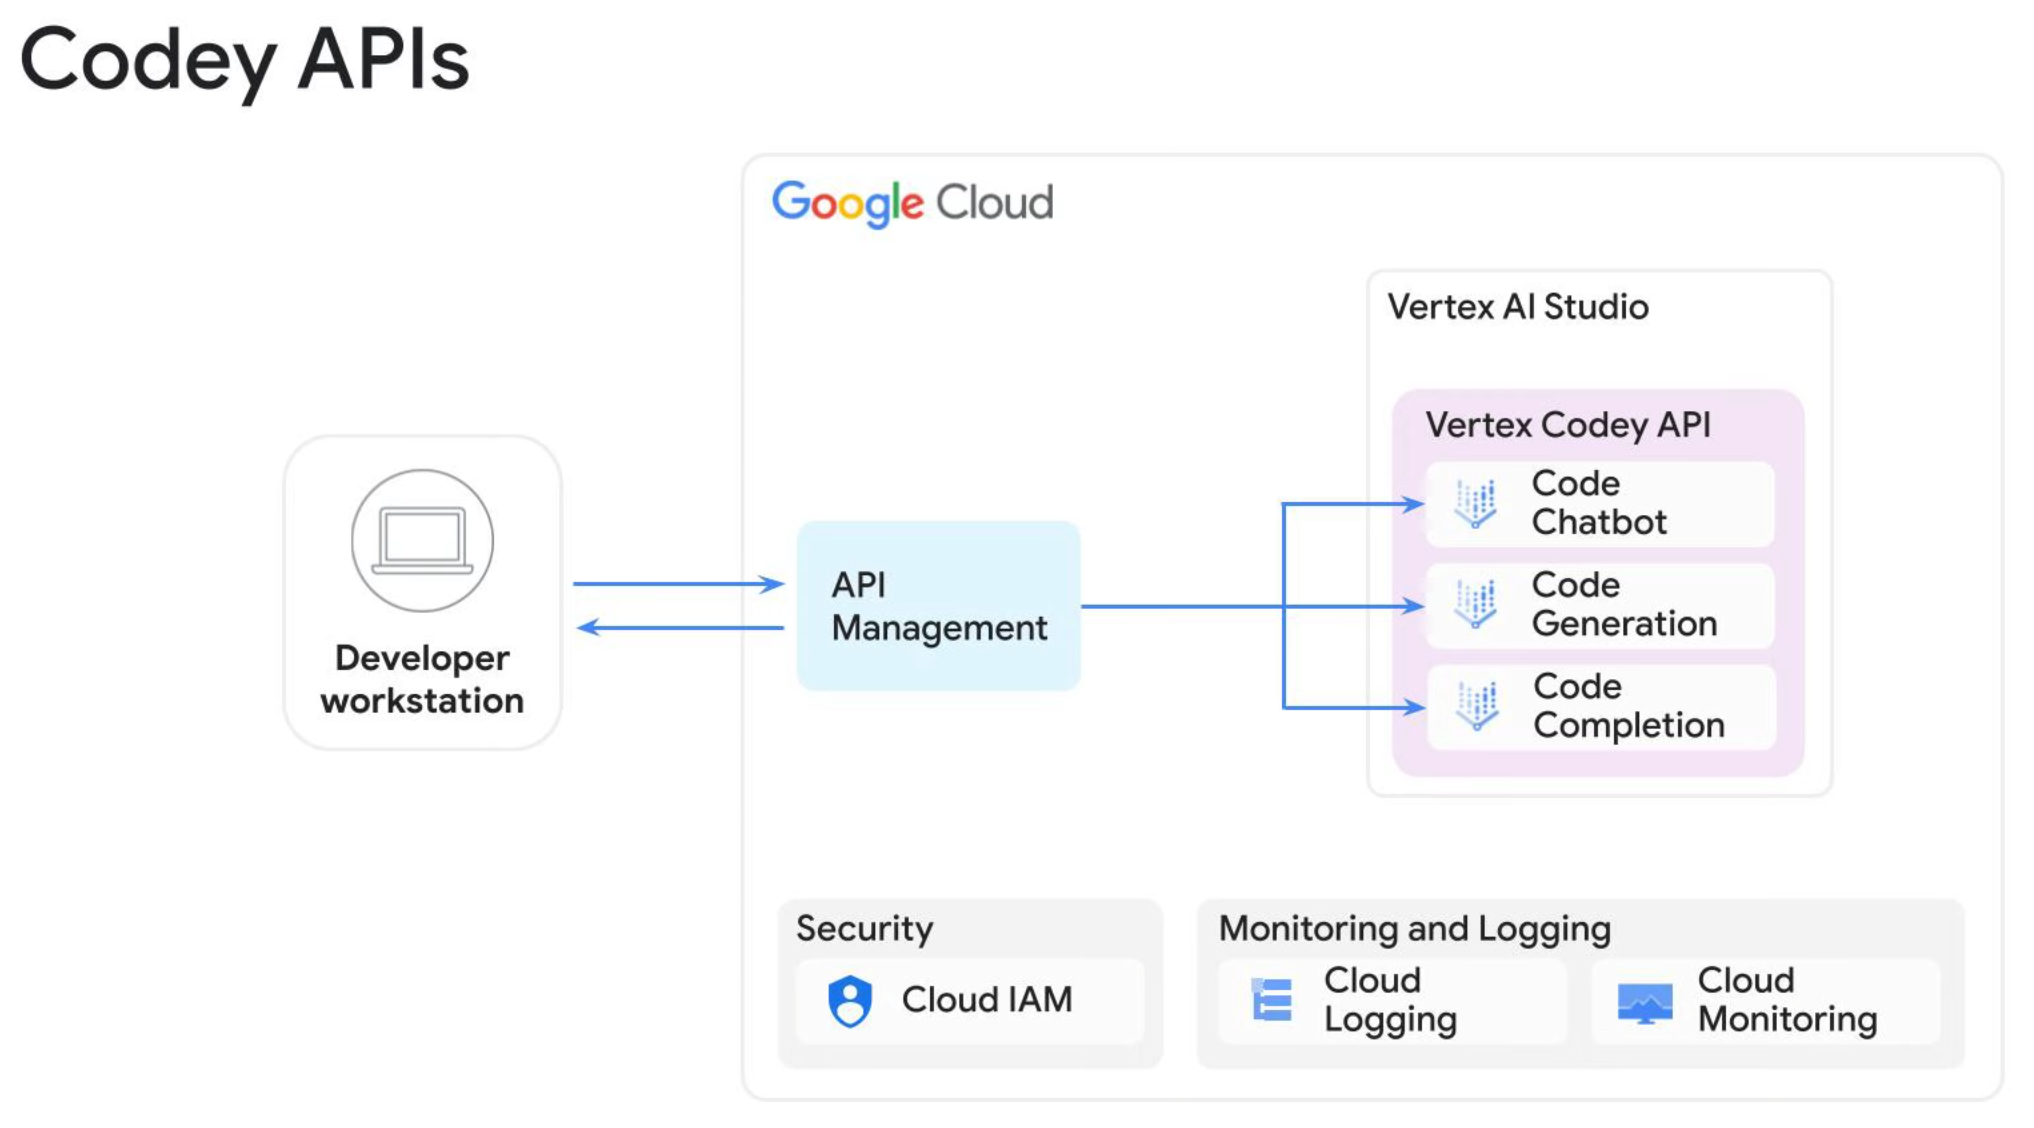 Codey APIs
Google Cloud
Vertex AI Studio
Vertex Codey API
Code
Chatbot
Code
Generation
Code
Completion
API
Management
Developer
workstation
Security
Cloud IAM
Monitoring and Logging
Cloud
Logging
Cloud
Monitoring